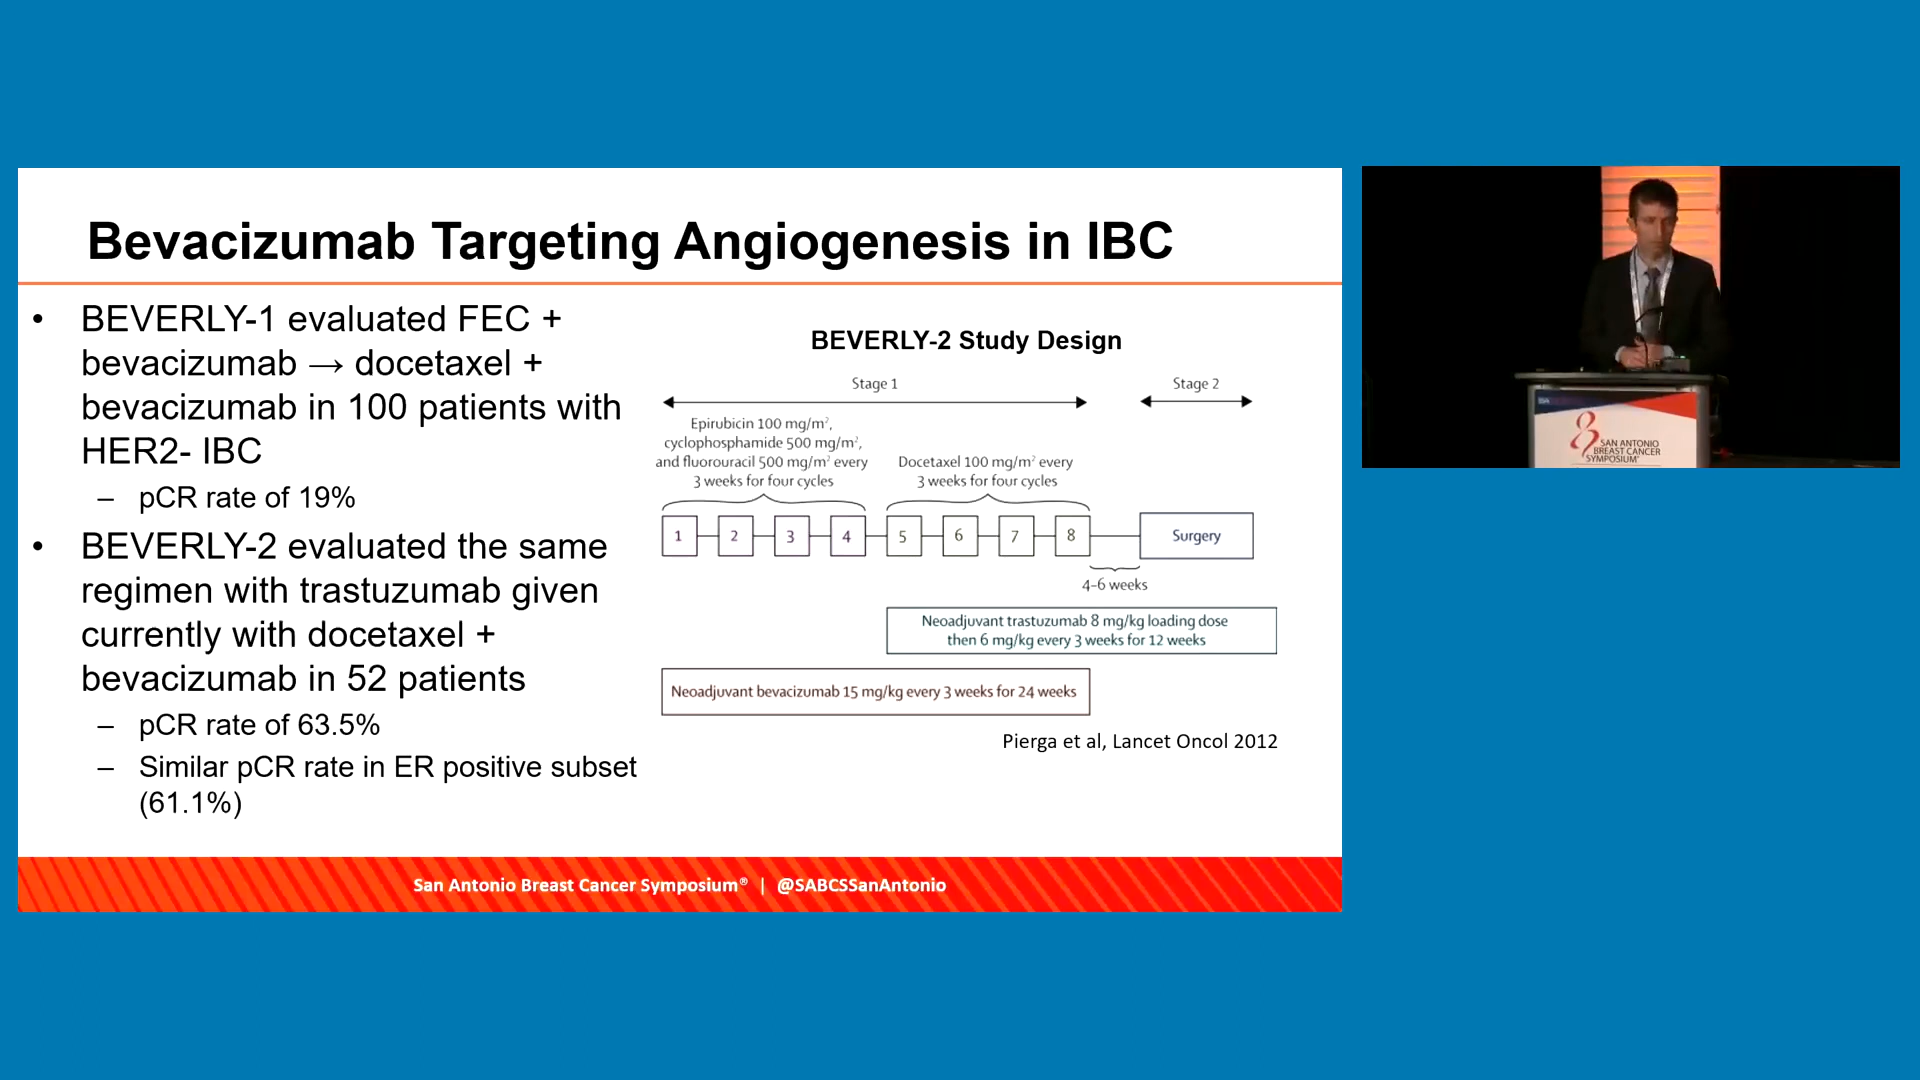 Bevacizumab Targeting Angiogenesis in IBC
• BEVERLY-1 evaluated FEC +
bevacizumab → docetaxel +
bevacizumab in 100 patients with
HER2- IBC
– pCR rate of 19%
• BEVERLY-2 evaluated the same
regimen with trastuzumab given
currently with docetaxel +
bevacizumab in 52 patients
– pCR rate of 63.5%
– Similar pCR rate in ER positive subset
(61.1%)
BEVERLY-2 Study Design
Stage 1
Stage 2
Epirubicin 100 mg/m²,
cyclophosphamide 500 mg/m²,
and fluorouracil 500 mg/m² every
3 weeks for four cycles
Docetaxel 100 mg/m² every
3 weeks for four cycles
1 2 3 4 5 6 7 8 Surgery
4–6 weeks
Neoadjuvant trastuzumab 8 mg/kg loading dose
then 6 mg/kg every 3 weeks for 12 weeks
Neoadjuvant bevacizumab 15 mg/kg every 3 weeks for 24 weeks
Pierga et al, Lancet Oncol 2012
San Antonio Breast Cancer Symposium® | @SABCSSanAntonio
SAN ANTONIO
BREAST CANCER
SYMPOSIUM®